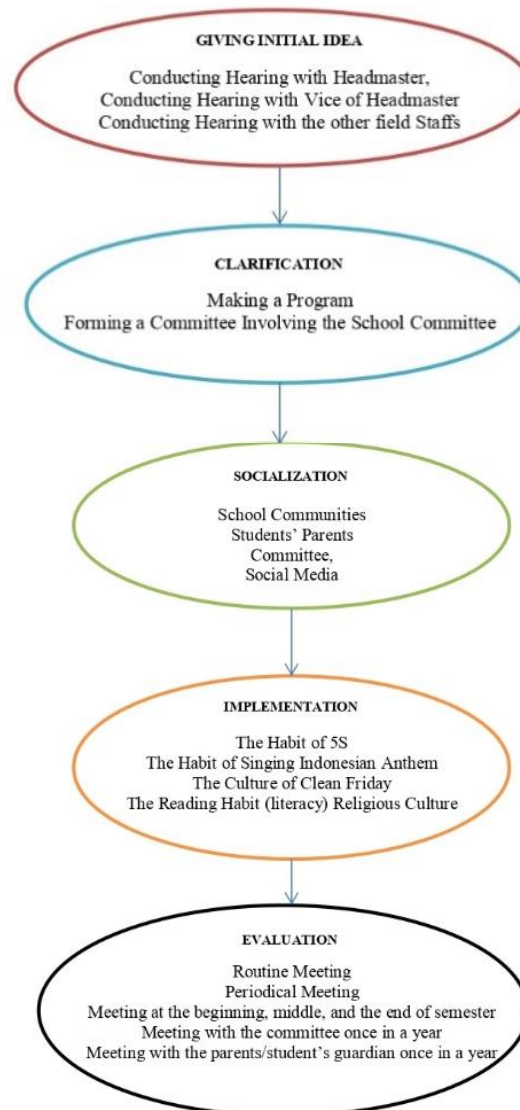 GIVING INITIAL IDEA
Conducting Hearing with Headmaster,
Conducting Hearing with Vice of Headmaster
Conducting Hearing with the other field Staffs
CLARIFICATION
Making a Program
Forming a Committee Involving the School Committee
SOCIALIZATION
School Communities
Students’ Parents
Committee,
Social Media
IMPLEMENTATION
The Habit of 5S
The Habit of Singing Indonesian Anthem
The Culture of Clean Friday
The Reading Habit (literacy) Religious Culture
EVALUATION
Routine Meeting
Periodical Meeting
Meeting at the beginning, middle, and the end of semester
Meeting with the committee once in a year
Meeting with the parents/student’s guardian once in a year